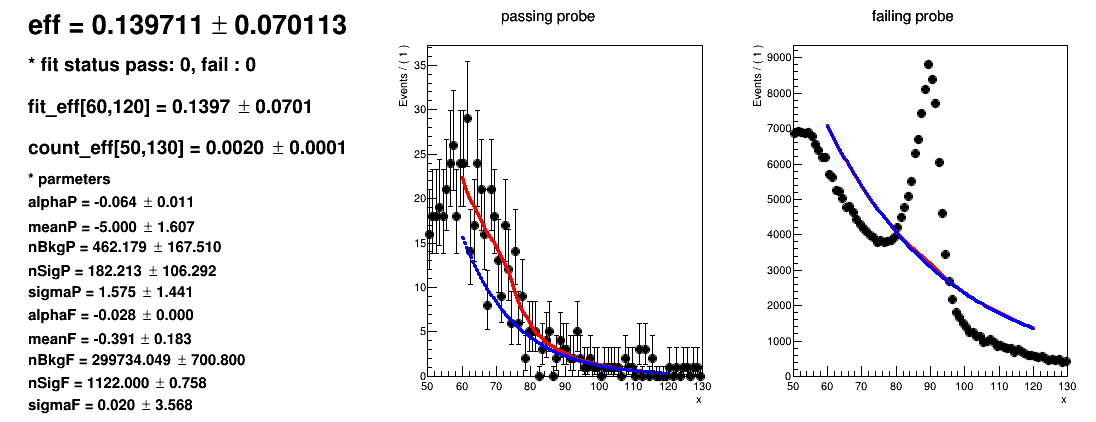 eff = 0.139711 ± 0.070113
* fit status pass: 0, fail : 0
fit_eff[60,120] = 0.1397 ± 0.0701
count_eff[50,130] = 0.0020 ± 0.0001
* parmeters
alphaP = -0.064 ± 0.011
meanP = -5.000 ± 1.607
nBkgP = 462.179 ± 167.510
nSigP = 182.213 ± 106.292
sigmaP = 1.575 ± 1.441
alphaF = -0.028 ± 0.000
meanF = -0.391 ± 0.183
nBkgF = 299734.049 ± 700.800
nSigF = 1122.000 ± 0.758
sigmaF = 0.020 ± 3.568
passing probe
Events / ( 1 )
35
30
25
20
15
10
5
0
50 60 70 80 90 100 110 120 130
x
failing probe
Events / ( 1 )
9000
8000
7000
6000
5000
4000
3000
2000
1000
0
50 60 70 80 90 100 110 120 130
x